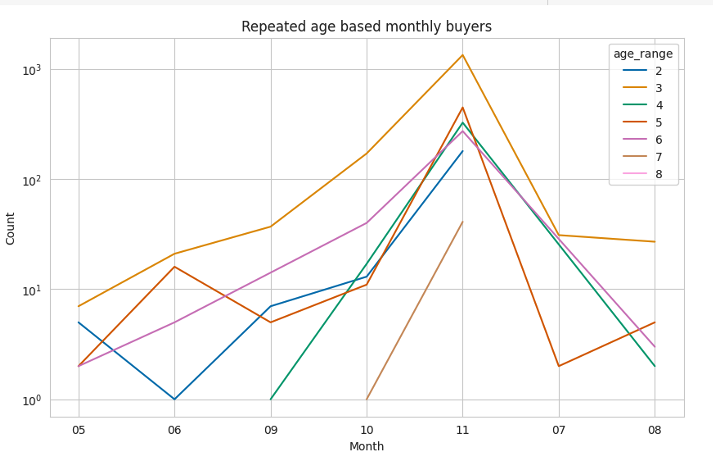 Repeated age based monthly buyers
age_range
2
3
4
5
6
7
8
10³
10²
10¹
10⁰
Count
05 06 09 10 11 07 08
Month